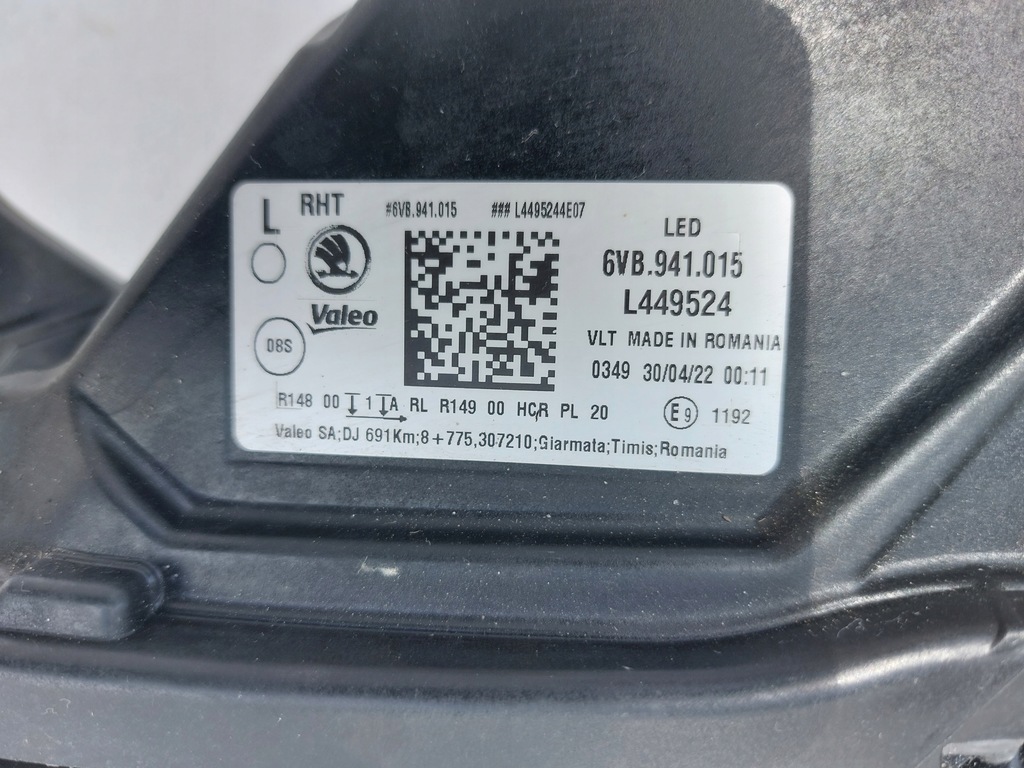 L RHT #6VB.941.015 ### L4495244E07
LED
6VB.941.015
L449524
Valeo
VLT MADE IN ROMANIA
08S
0349 30/04/22 00:11
R148 00 1 A RL R149 00 HCR PL 20 E9 1192
Valeo SA;DJ 691Km;8+775,307210;Giarmata;Timis;Romania